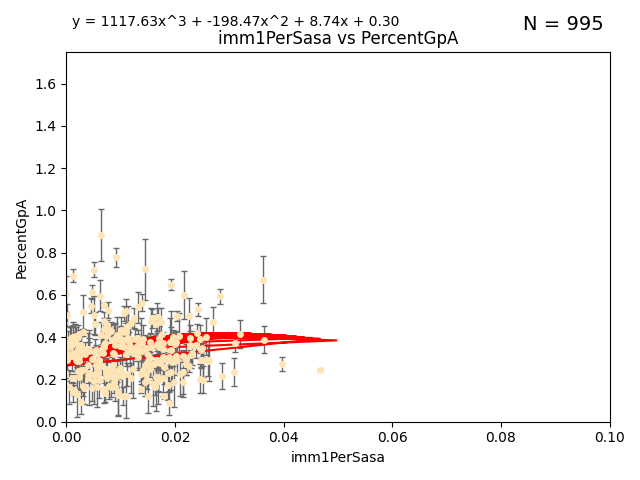 y = 1117.63x^3 + -198.47x^2 + 8.74x + 0.30
N = 995
imm1PerSasa vs PercentGpA
PercentGpA
1.6
1.4
1.2
1.0
0.8
0.6
0.4
0.2
0.0
0.00 0.02 0.04 0.06 0.08 0.10
imm1PerSasa